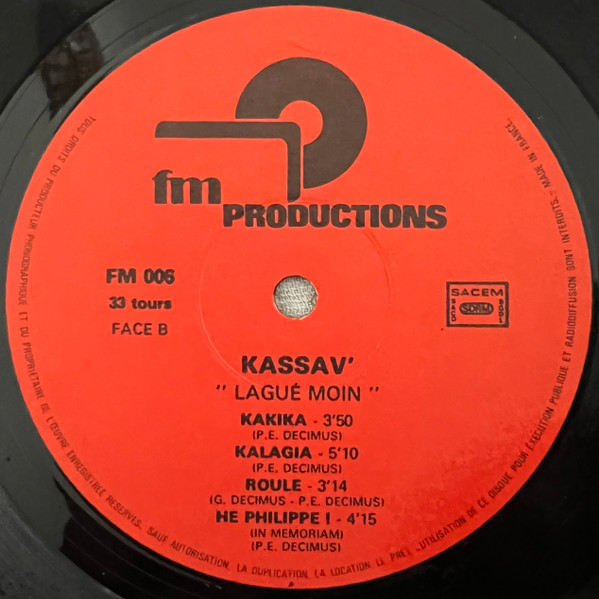 fm
PRODUCTIONS
FM 006
33 tours
FACE B
SACEM
SACD
SDRM
SGDL
KASSAV'
" LAGUÉ MOIN "
KAKIKA - 3'50
(P.E. DECIMUS)
KALAGIA - 5'10
(P.E. DECIMUS)
ROULE - 3'14
(G. DECIMUS - P.E. DECIMUS)
HE PHILIPPE ! - 4'15
(IN MEMORIAM)
(P.E. DECIMUS)
TOUS DROITS DU PRODUCTEUR PHONOGRAPHIQUE ET DU PROPRIETAIRE DE L'ŒUVRE ENREGISTREE RESERVES. SAUF AUTORISATION, LA DUPLICATION, LA LOCATION, LE PRET, UTILISATION DE CE DISQUE POUR EXECUTION PUBLIQUE ET RADIODIFFUSION SONT INTERDITS. MADE IN FRANCE.